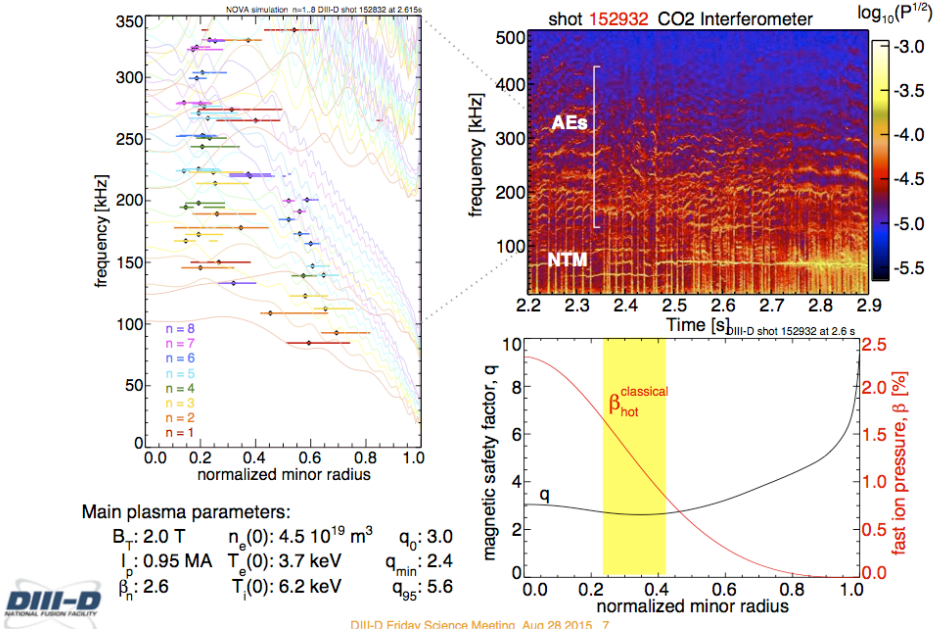 NOVA simulation n=1..8 DIII-D shot 152832 at 2.615s
350
300
250
200
150
100
50
0
frequency [kHz]
n = 8
n = 7
n = 6
n = 5
n = 4
n = 3
n = 2
n = 1
0.0 0.2 0.4 0.6 0.8 1.0
normalized minor radius
shot 152932 CO2 Interferometer
log10(P^1/2)
500
400
300
200
100
frequency [kHz]
AEs
NTM
2.2 2.3 2.4 2.5 2.6 2.7 2.8 2.9
Time [s]
-3.0
-3.5
-4.0
-4.5
-5.0
-5.5
DIII-D shot 152932 at 2.6 s
10
8
6
4
2
0
magnetic safety factor, q
β hot classical
q
2.5
2.0
1.5
1.0
0.5
0.0
fast ion pressure, β [%]
0.0 0.2 0.4 0.6 0.8 1.0
normalized minor radius
Main plasma parameters:
BT: 2.0 T ne(0): 4.5 10^19 m^3 q0: 3.0
Ip: 0.95 MA Te(0): 3.7 keV qmin: 2.4
βn: 2.6 Ti(0): 6.2 keV q95: 5.6
DIII-D
NATIONAL FUSION FACILITY
DIII-D Friday Science Meeting, Aug 28 2015 7